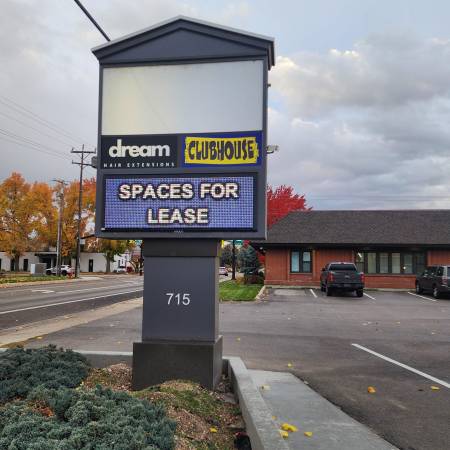 dream
HAIR EXTENSIONS
CLUBHOUSE
SPACES FOR
LEASE
715